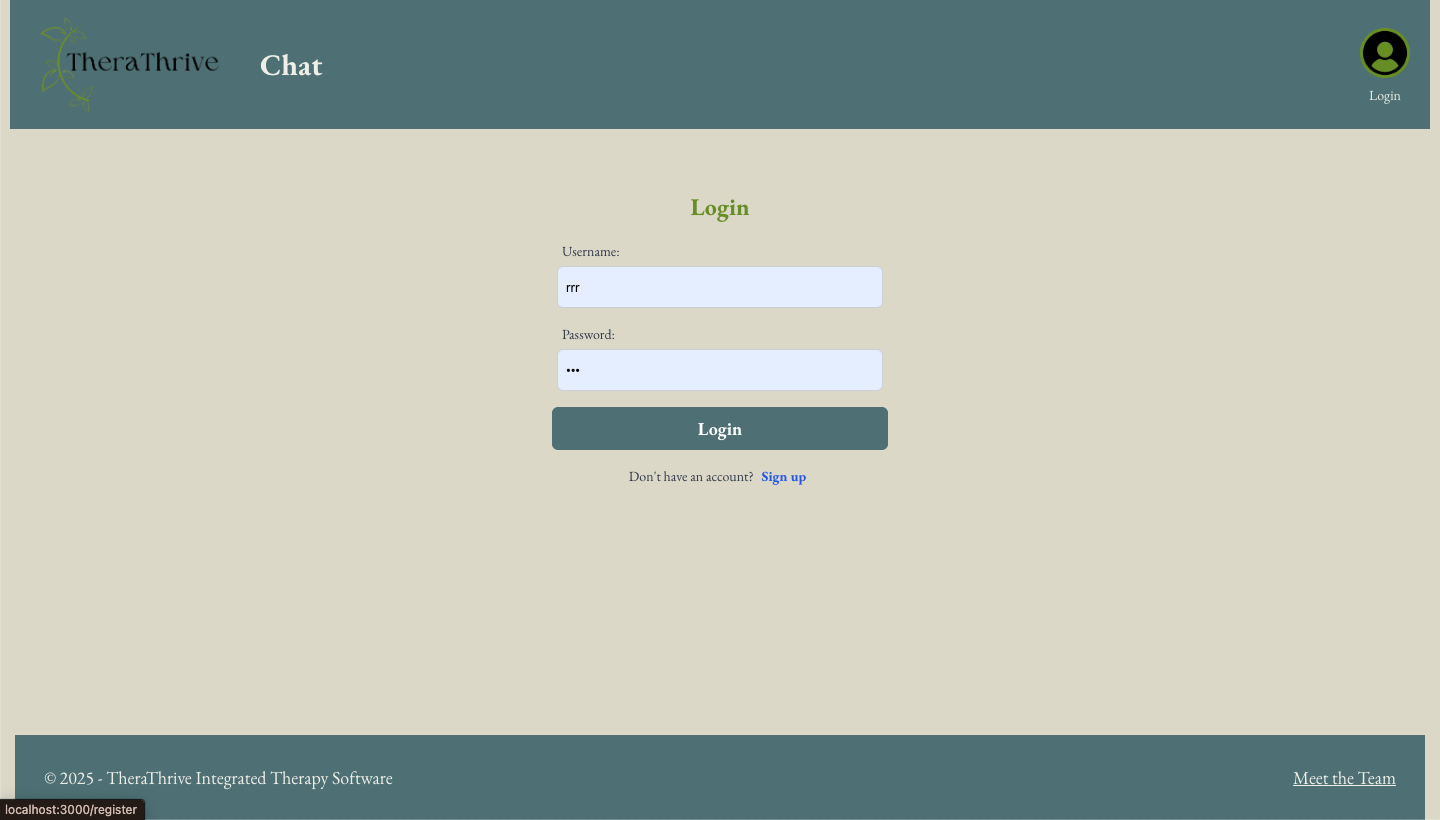 TheraThrive
Chat
Login
Login
Username:
rrr
Password:
•••
Login
Don't have an account? Sign up
© 2025 - TheraThrive Integrated Therapy Software
Meet the Team
localhost:3000/register